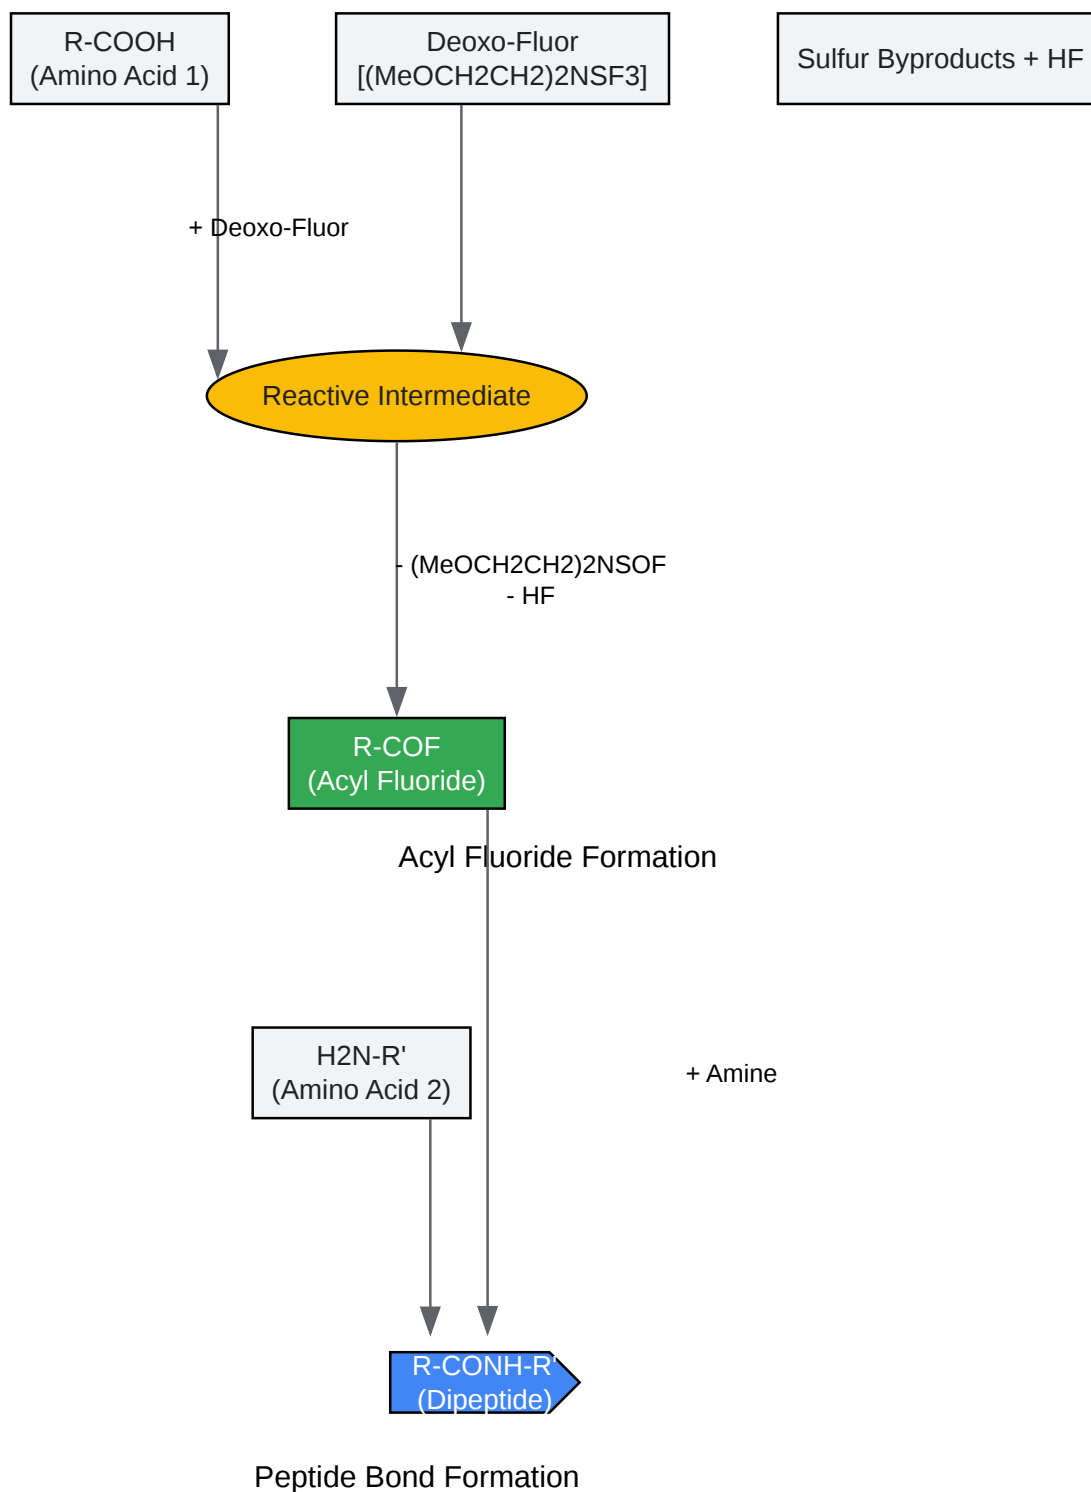 R-COOH
(Amino Acid 1)
Deoxo-Fluor
[(MeOCH2CH2)2NSF3]
Sulfur Byproducts + HF
+ Deoxo-Fluor
Reactive Intermediate
- (MeOCH2CH2)2NSOF
- HF
R-COF
(Acyl Fluoride)
Acyl Fluoride Formation
H2N-R'
(Amino Acid 2)
+ Amine
R-CONH-R'
(Dipeptide)
Peptide Bond Formation